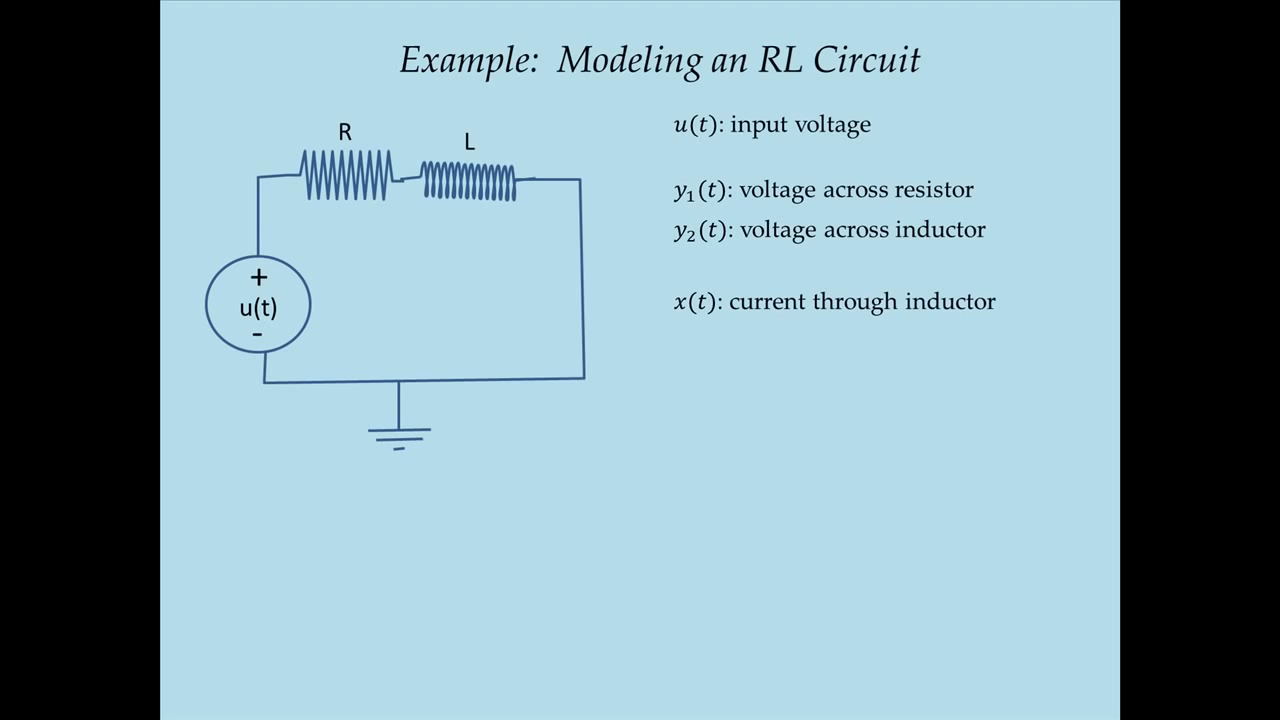 Example: Modeling an RL Circuit
R
L
+
u(t)
-
u(t): input voltage
y₁(t): voltage across resistor
y₂(t): voltage across inductor
x(t): current through inductor